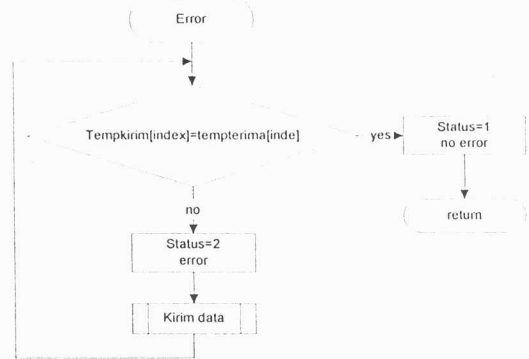 Error
Tempkirim[index]=tempterima[inde]
yes
Status=1
no error
return
no
Status=2
error
Kirim data